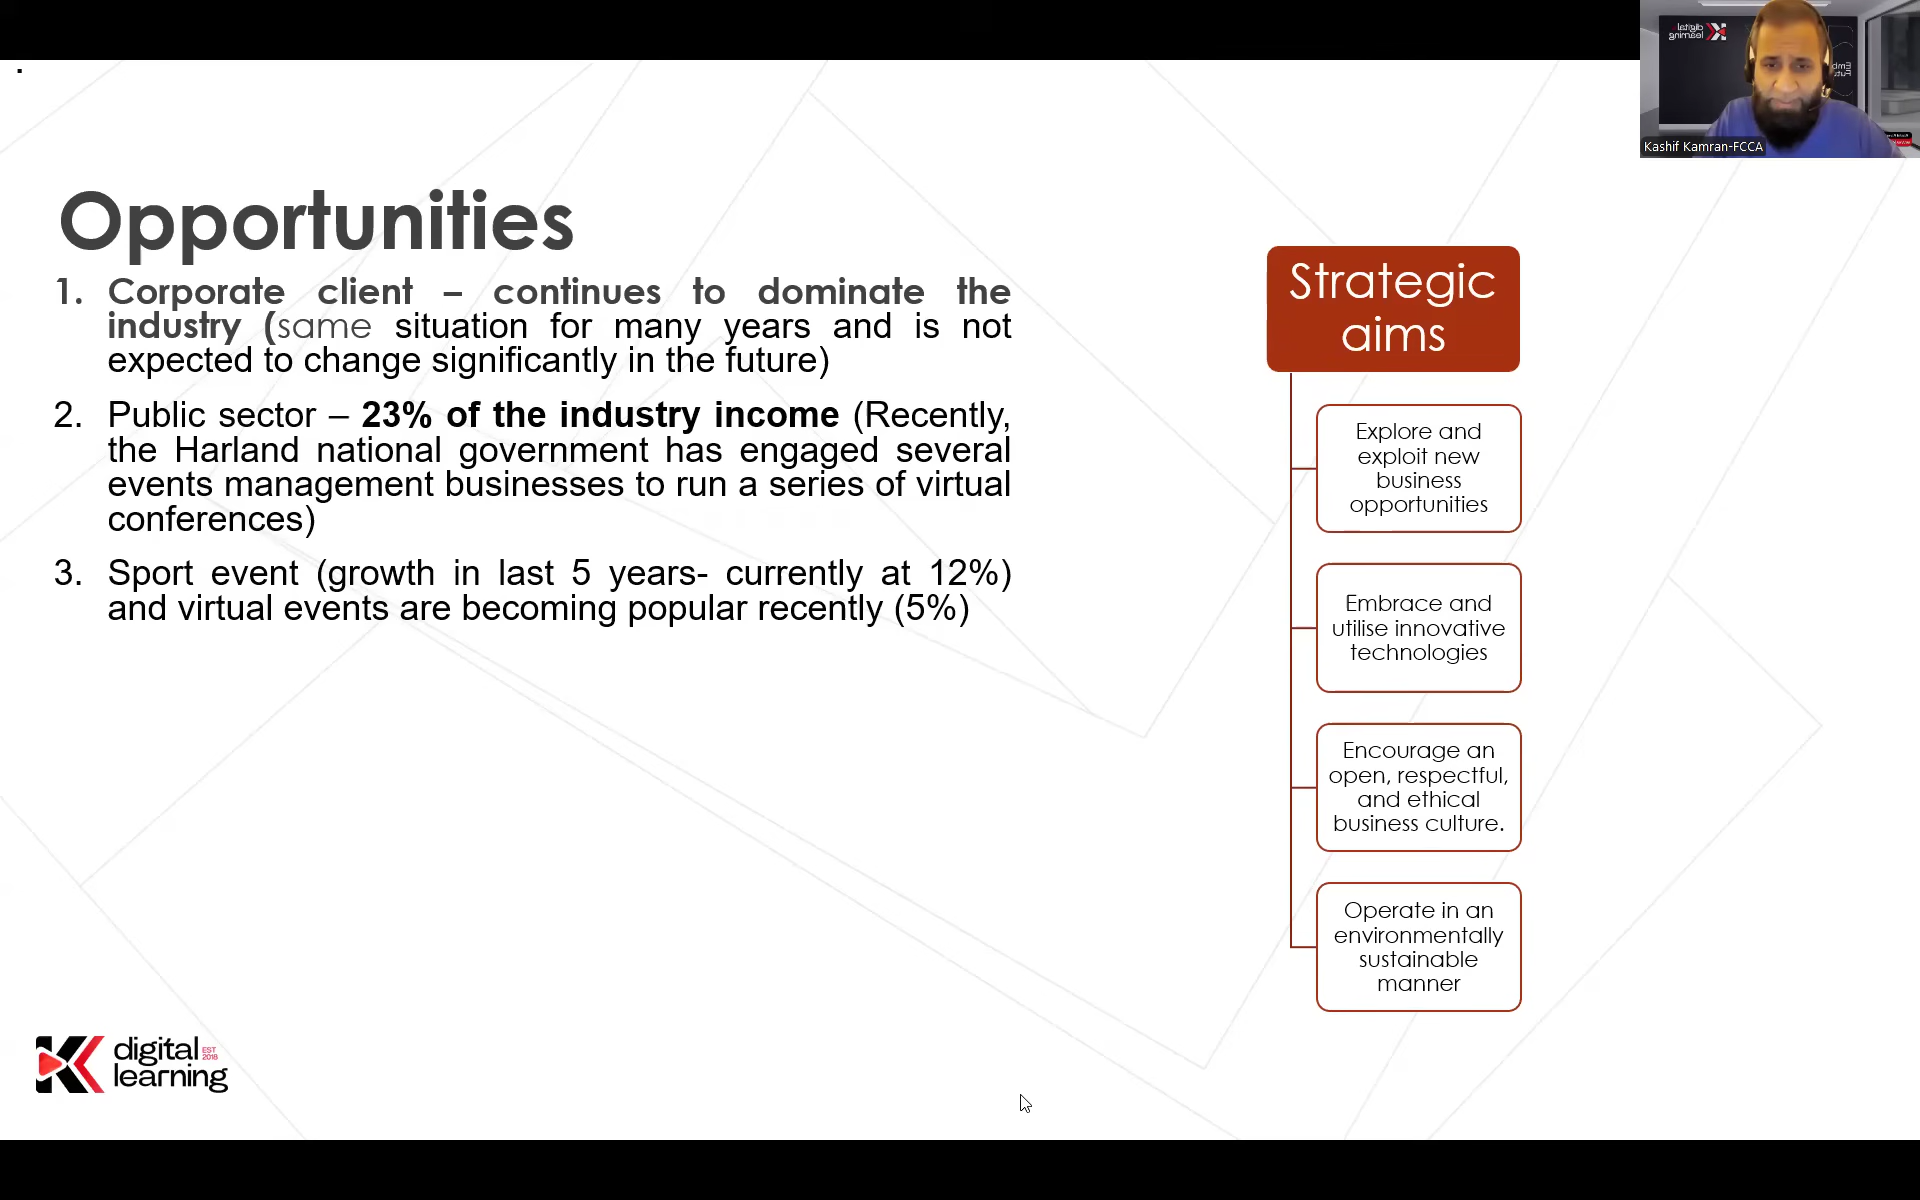 Opportunities
1. Corporate client – continues to dominate the
industry (same situation for many years and is not
expected to change significantly in the future)
2. Public sector – 23% of the industry income (Recently,
the Harland national government has engaged several
events management businesses to run a series of virtual
conferences)
3. Sport event (growth in last 5 years- currently at 12%)
and virtual events are becoming popular recently (5%)
Strategic
aims
Explore and
exploit new
business
opportunities
Embrace and
utilise innovative
technologies
Encourage an
open, respectful,
and ethical
business culture.
Operate in an
environmentally
sustainable
manner
digital
learning
EST
2018
digital
learning
Kashif Kamran-FCCA